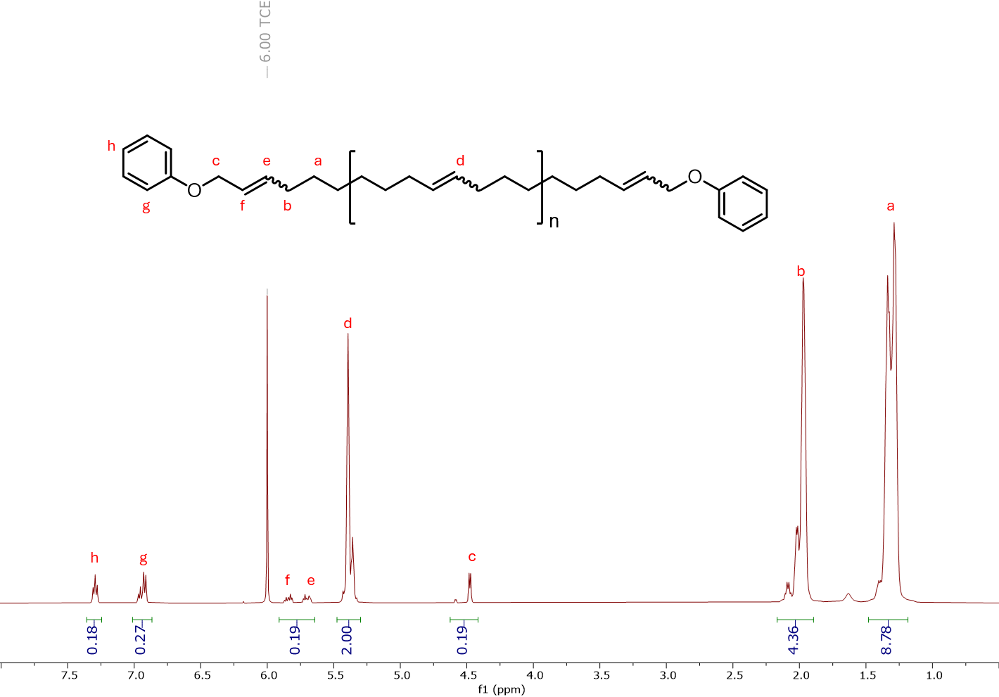 —6.00 TCE
h
c
e
a
d
O
O
g
f
b
n
a
b
d
h
g
f
e
c
0.18
0.27
0.19
2.00
0.19
4.36
8.78
7.5
7.0
6.5
6.0
5.5
5.0
4.5
4.0
3.5
3.0
2.5
2.0
1.5
1.0
f1 (ppm)